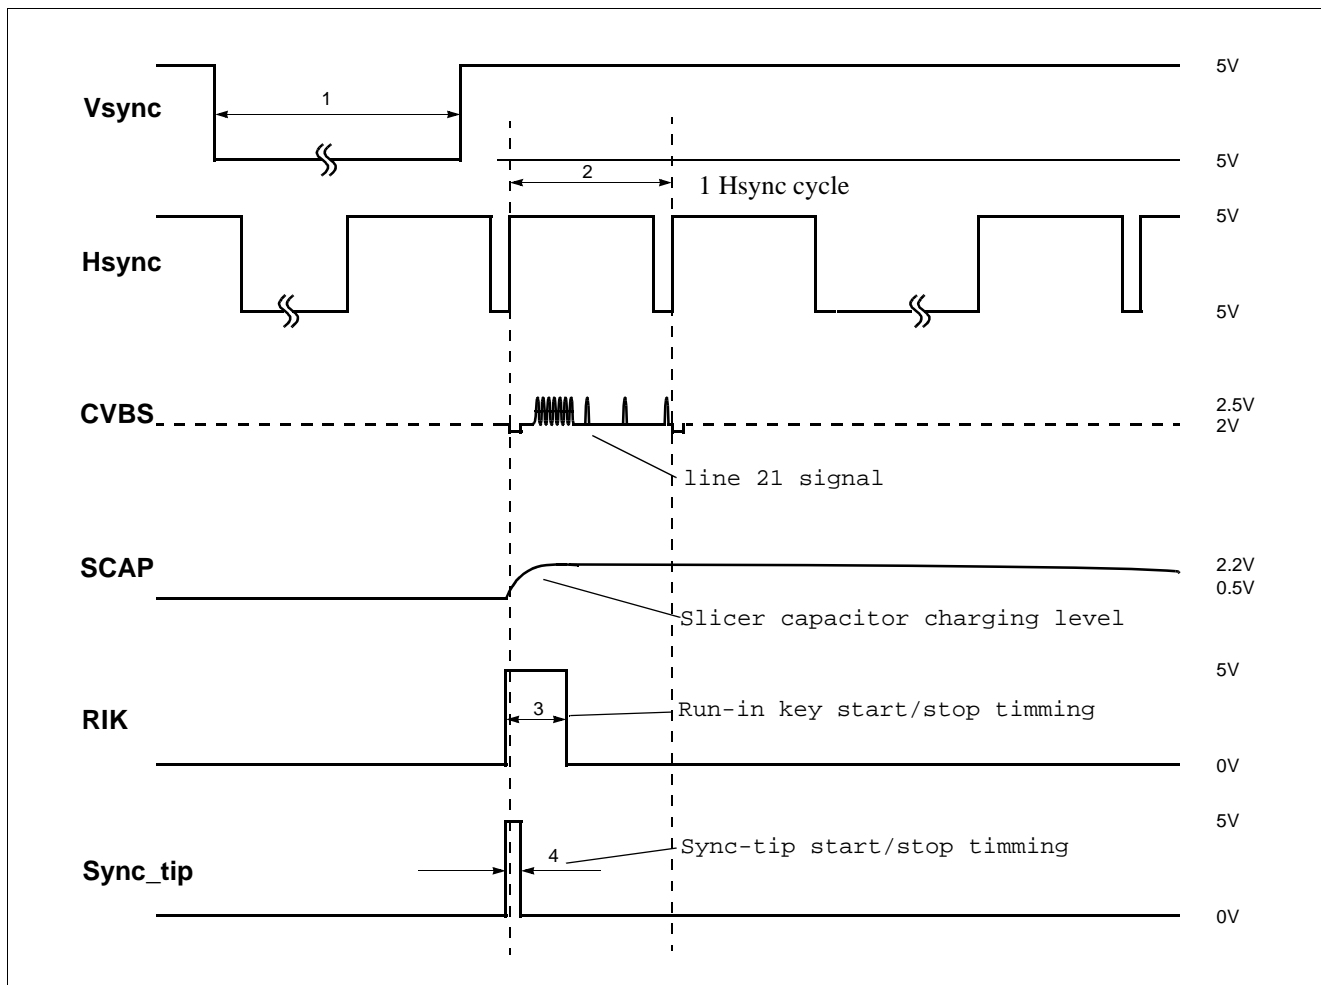 5V
Vsync
1
5V
2
1 Hsync cycle
5V
Hsync
5V
CVBS
2.5V
2V
line 21 signal
SCAP
2.2V
0.5V
Slicer capacitor charging level
5V
RIK
3
Run-in key start/stop timming
0V
5V
Sync-tip start/stop timming
4
Sync_tip
0V